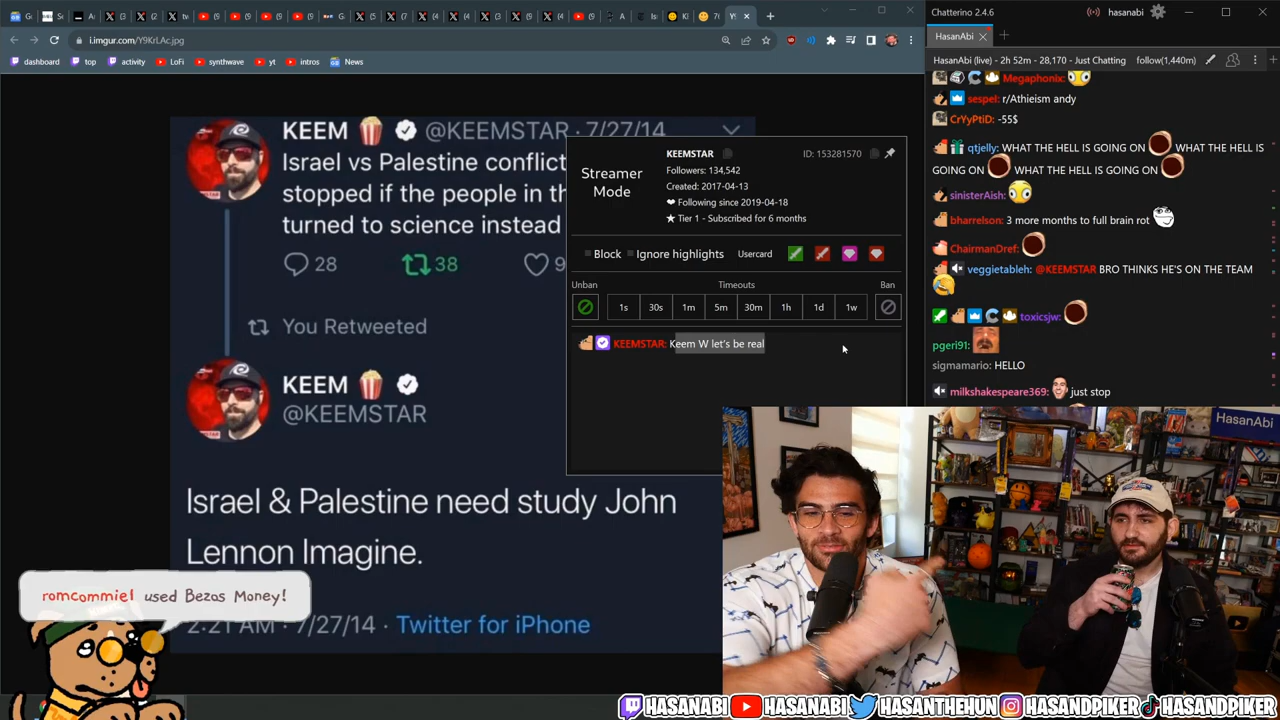 i.imgur.com/Y9KrLAc.jpg
dashboard
top
activity
LoFi
synthwave
yt
intros
News
KEEM @KEEMSTAR · 7/27/14
Israel vs Palestine conflict
stopped if the people in th
turned to science instead
28
38
9
You Retweeted
KEEM
@KEEMSTAR
Israel & Palestine need study John
Lennon Imagine.
2:21 AM · 7/27/14 · Twitter for iPhone
romcommie1 used Bezos Money!
Streamer
Mode
KEEMSTAR
ID: 153281570
Followers: 134,542
Created: 2017-04-13
Following since 2019-04-18
Tier 1 - Subscribed for 6 months
Block
Ignore highlights
Usercard
Unban
Timeouts
Ban
1s
30s
1m
5m
30m
1h
1d
1w
KEEMSTAR: Keem W let's be real
Chatterino 2.4.6
hasanabi
HasanAbi
HasanAbi (live) - 2h 52m - 28,170 - Just Chatting
follow(1,440m)
Megaphonix:
sespel: r/Athieism andy
CrYyPtiD: -55$
qtjelly: WHAT THE HELL IS GOING ON WHAT THE HELL IS
GOING ON WHAT THE HELL IS GOING ON
sinisterAish:
bharrelson: 3 more months to full brain rot
ChairmanDref:
veggietableh: @KEEMSTAR BRO THINKS HE'S ON THE TEAM
toxicsjw:
pgeri91:
sigmamario: HELLO
milkshakespeare369: just stop
HasanAbi
HASANABI
HASANABI
HASANTHEHUN
HASANDPIKER
HASANDPIKER